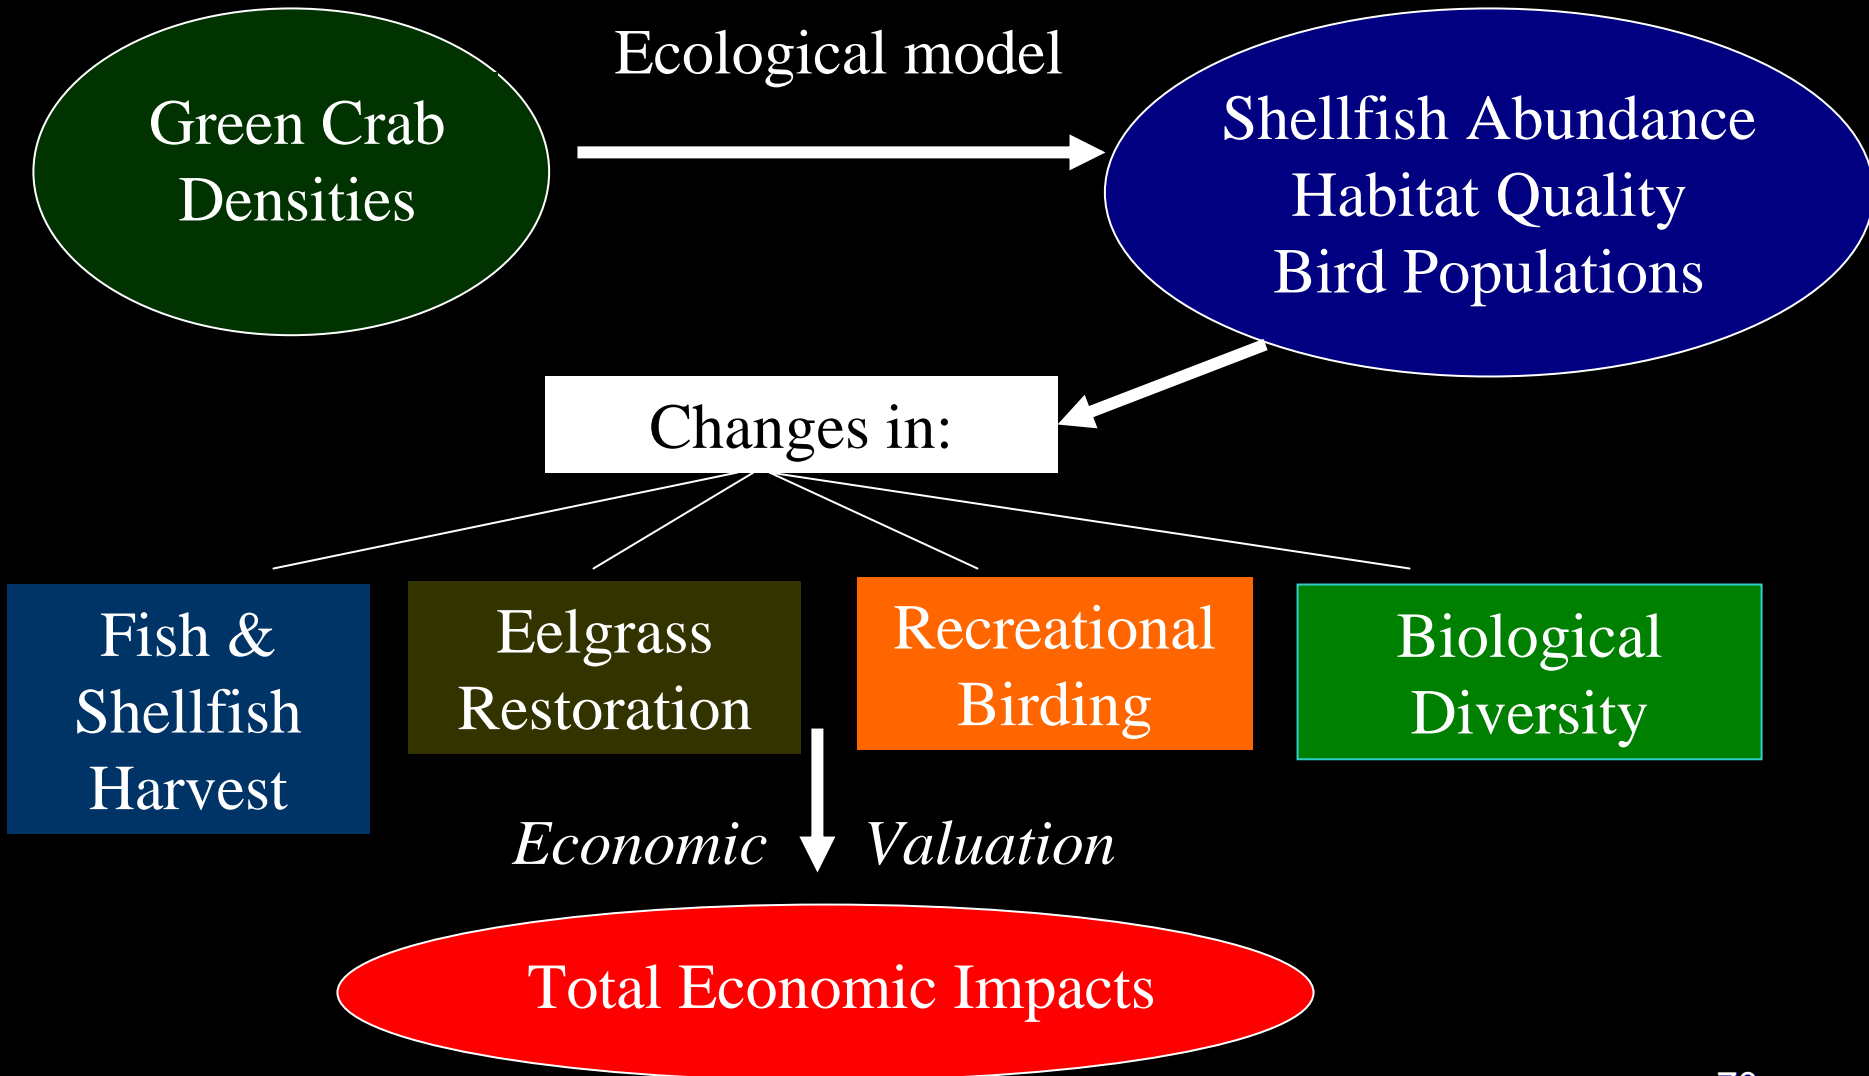 Ecological model
Green Crab
Densities
Shellfish Abundance
Habitat Quality
Bird Populations
Changes in:
Fish &
Shellfish
Harvest
Eelgrass
Restoration
Recreational
Birding
Biological
Diversity
Economic Valuation
Total Economic Impacts